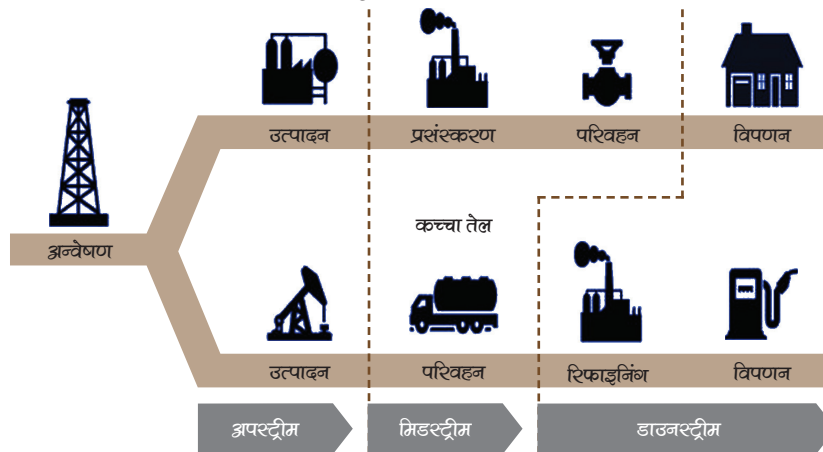 उत्पादन प्रसंस्करण परिवहन विपणन
कच्चा तेल
अन्वेषण
उत्पादन परिवहन रिफाइनिंग विपणन
अपस्ट्रीम मिडस्ट्रीम डाउनस्ट्रीम